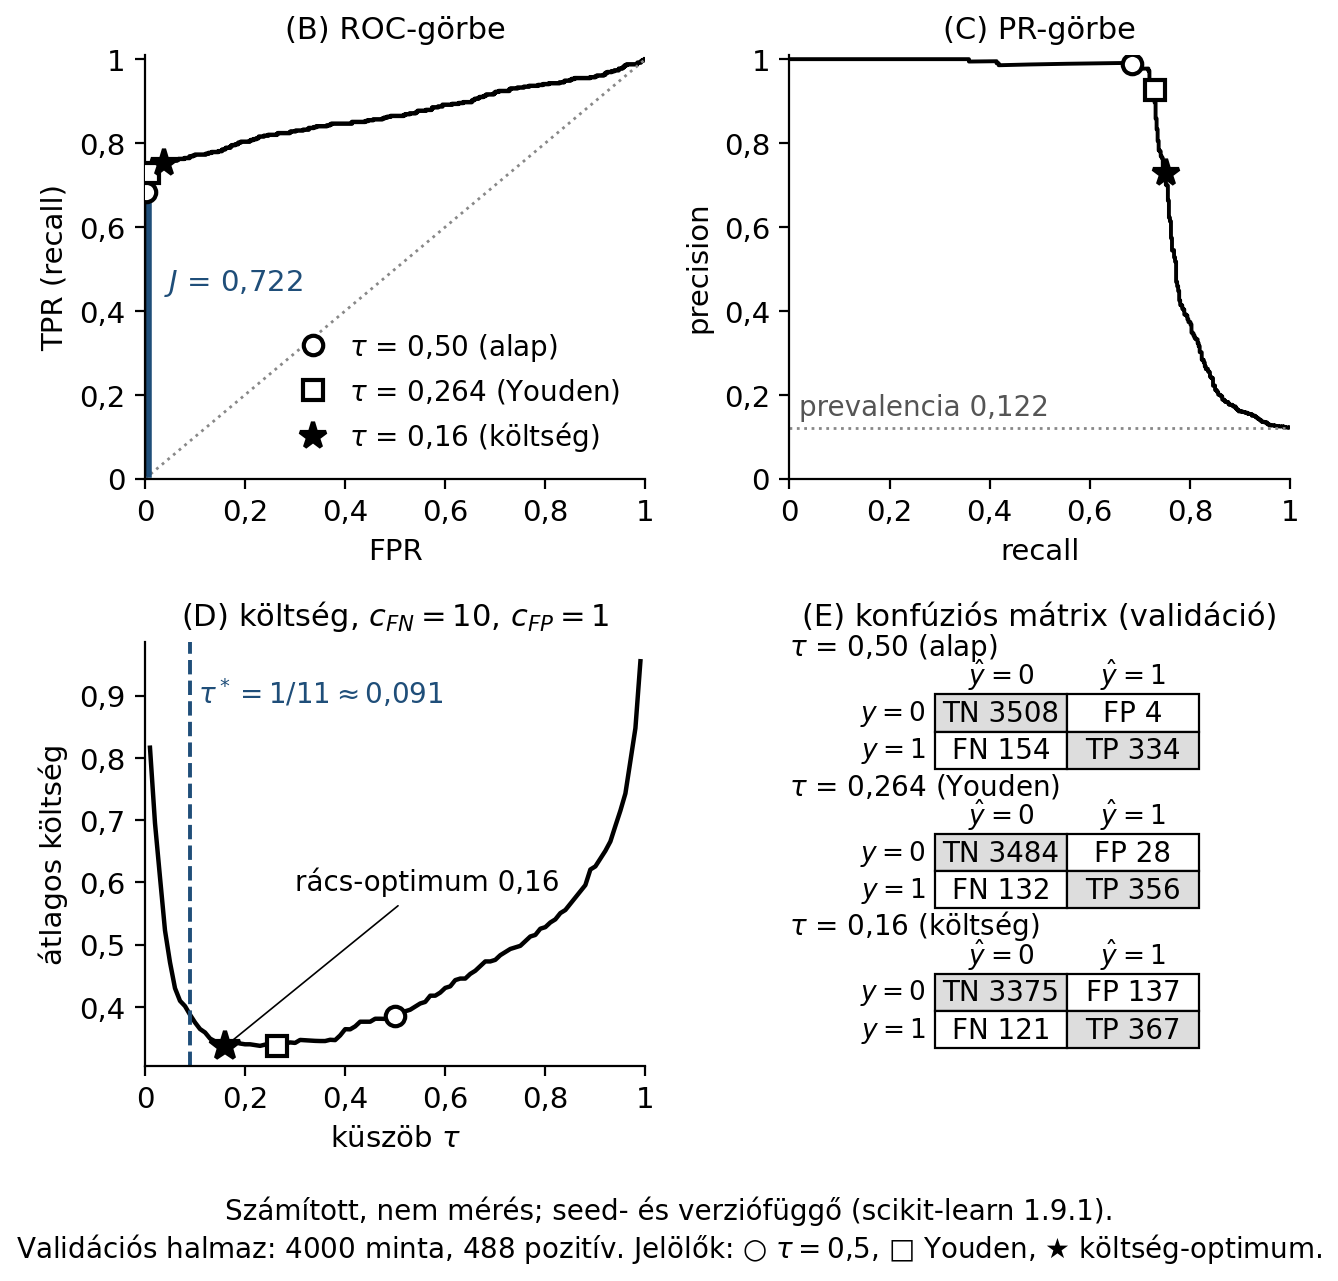 (B) ROC-görbe
1
0,8
0,6
0,4
0,2
0
TPR (recall)
J = 0,722
τ = 0,50 (alap)
τ = 0,264 (Youden)
τ = 0,16 (költség)
0 0,2 0,4 0,6 0,8 1
FPR
(C) PR-görbe
1
0,8
0,6
0,4
0,2
0
precision
prevalencia 0,122
0 0,2 0,4 0,6 0,8 1
recall
(D) költség, c_FN = 10, c_FP = 1
0,9
0,8
0,7
0,6
0,5
0,4
átlagos költség
τ* = 1/11 ≈ 0,091
rács-optimum 0,16
0 0,2 0,4 0,6 0,8 1
küszöb τ
(E) konfúziós mátrix (validáció)
τ = 0,50 (alap)
ŷ = 0 ŷ = 1
y = 0 TN 3508 FP 4
y = 1 FN 154 TP 334
τ = 0,264 (Youden)
ŷ = 0 ŷ = 1
y = 0 TN 3484 FP 28
y = 1 FN 132 TP 356
τ = 0,16 (költség)
ŷ = 0 ŷ = 1
y = 0 TN 3375 FP 137
y = 1 FN 121 TP 367
Számított, nem mérés; seed- és verziófüggő (scikit-learn 1.9.1).
Validációs halmaz: 4000 minta, 488 pozitív. Jelölők: ○ τ = 0,5, □ Youden, ★ költség-optimum.